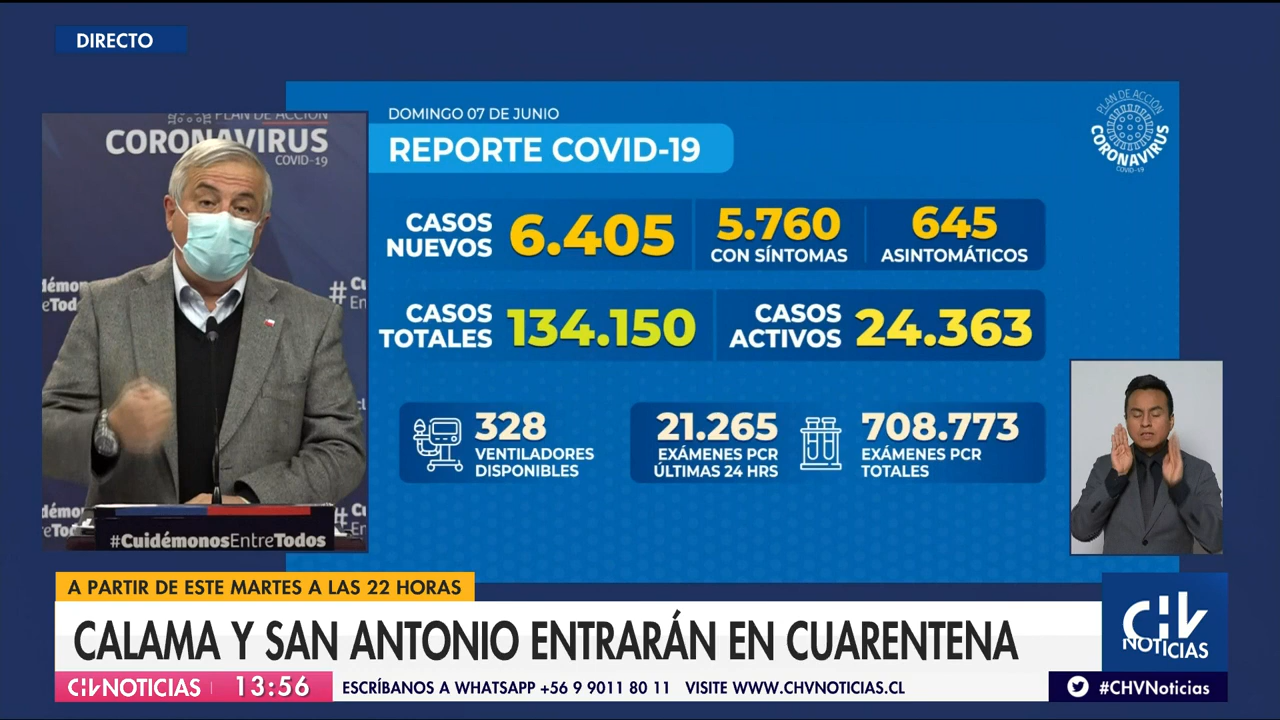 DIRECTO
PLAN DE ACCIÓN
CORONAVIRUS
COVID-19
#Cuidémonos
EntreTodos
#CuidémonosEntreTodos
DOMINGO 07 DE JUNIO
REPORTE COVID-19
PLAN DE ACCIÓN
CORONAVIRUS
COVID-19
CASOS
NUEVOS
6.405
5.760
CON SÍNTOMAS
645
ASINTOMÁTICOS
CASOS
TOTALES
134.150
CASOS
ACTIVOS
24.363
328
VENTILADORES
DISPONIBLES
21.265
EXÁMENES PCR
ÚLTIMAS 24 HRS
708.773
EXÁMENES PCR
TOTALES
A PARTIR DE ESTE MARTES A LAS 22 HORAS
CALAMA Y SAN ANTONIO ENTRARÁN EN CUARENTENA
CHV
NOTICIAS
CHVNOTICIAS 13:56 ESCRÍBANOS A WHATSAPP +56 9 9011 80 11 VISITE WWW.CHVNOTICIAS.CL
#CHVNoticias